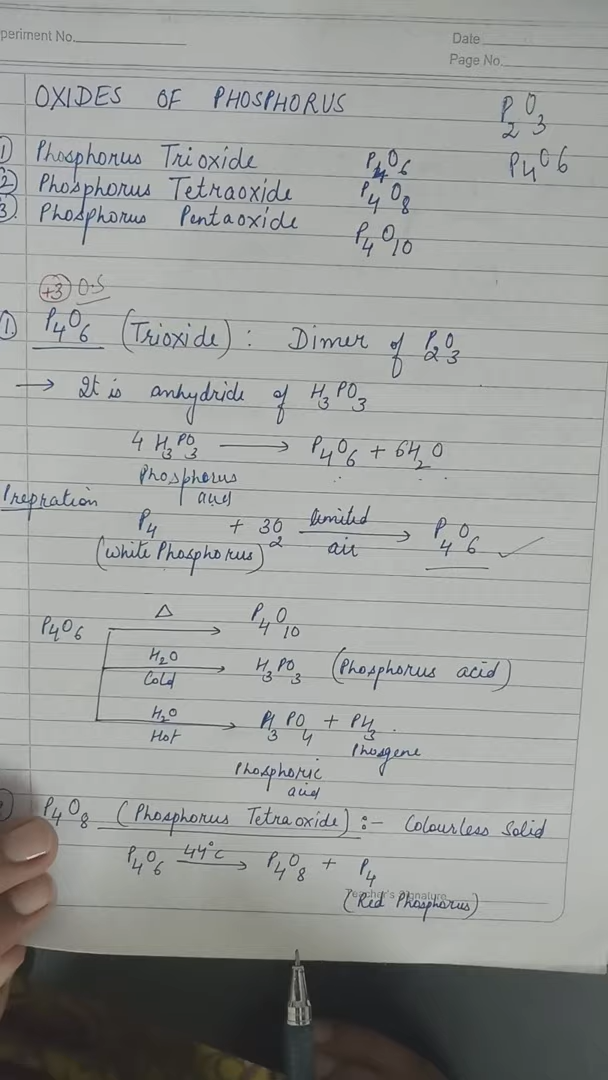 periment No.
Date
Page No.
OXIDES OF PHOSPHORUS
P2O3
① Phosphorus Trioxide P4O6 P4O6
② Phosphorus Tetraoxide P4O8
③ Phosphorus Pentaoxide P4O10
+3 O.S
① P4O6 (Trioxide) : Dimer of P2O3
→ It is anhydride of H3PO3
4 H3PO3 → P4O6 + 6H2O
Phosphorus
acid
Prepration
P4 + 3O2 limited air → P4O6 ✓
(White Phosphorus)
P4O6 Δ → P4O10
H2O Cold → H3PO3 (Phosphorus acid)
H2O Hot → H3PO4 + PH3.
Phosgene
Phosphoric
acid
P4O8 (Phosphorus Tetraoxide) :- Colourless Solid
P4O6 44°C → P4O8 + P4
Teacher's Signature
(Red Phosphorus)